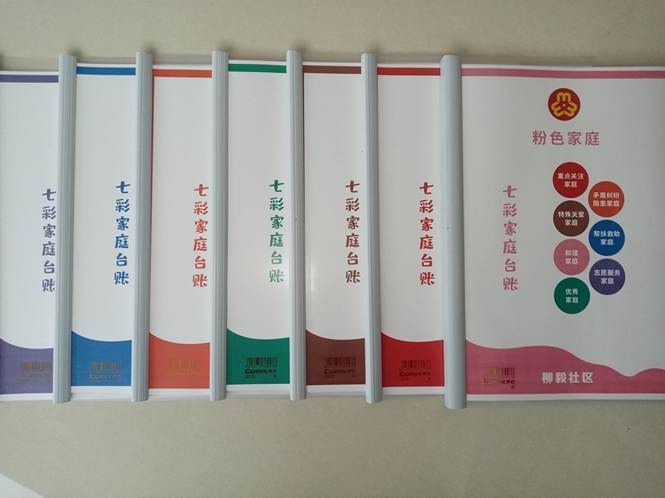 七彩家庭台账
七彩家庭台账
七彩家庭台账
七彩家庭台账
七彩家庭台账
七彩家庭台账
粉色家庭
七彩家庭台账
重点关注
家庭
矛盾纠纷
隐患家庭
特殊关爱
家庭
帮扶救助
家庭
和谐
家庭
志愿服务
家庭
优秀
家庭
柳毅社区